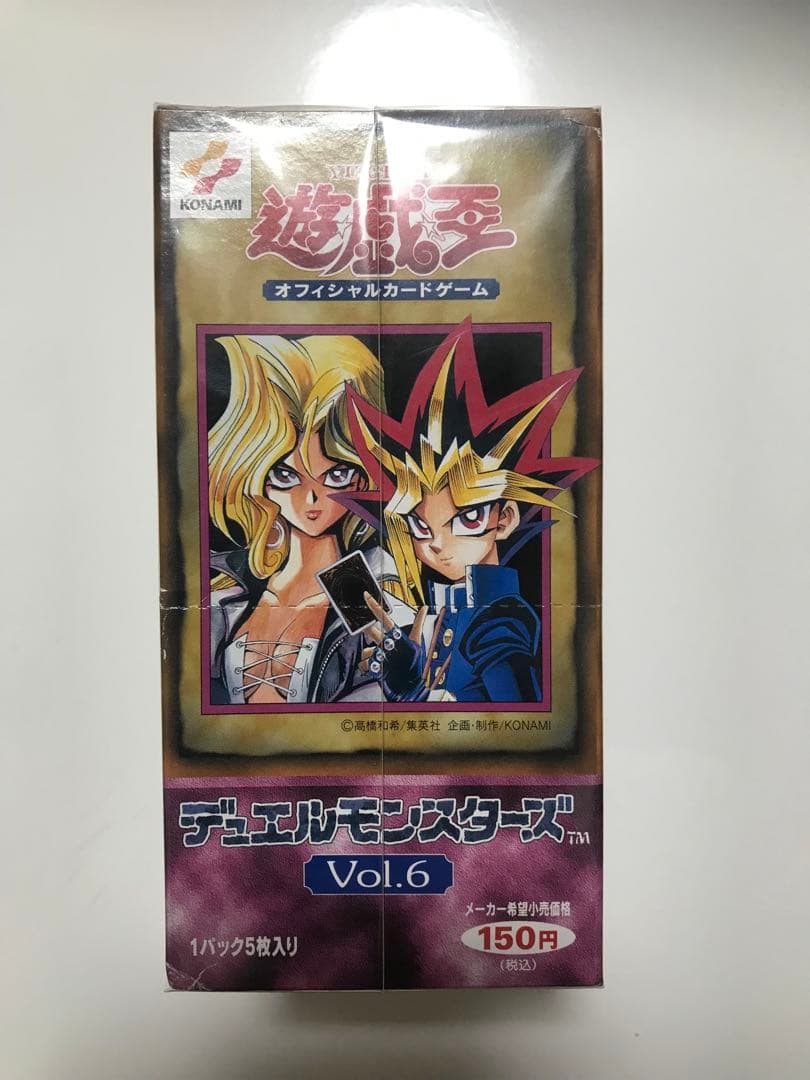 KONAMI
遊戯王
オフィシャルカードゲーム
©高橋和希/集英社 企画・制作/KONAMI
デュエルモンスターズTM
Vol.6
メーカー希望小売価格
150円
(税込)
1パック5枚入り